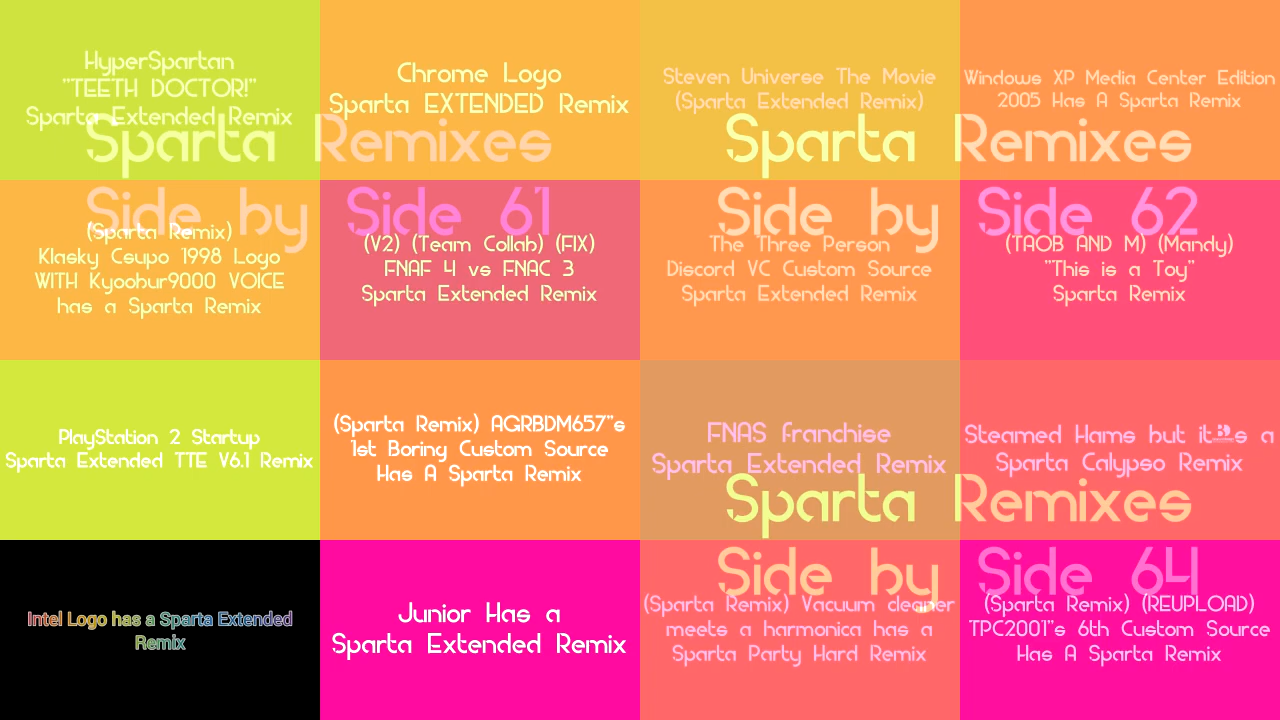 HyperSpartan
"TEETH DOCTOR!"
Sparta Extended Remix
Chrome Logo
Sparta EXTENDED Remix
Sparta Remixes
Side by Side 61
(Sparta Remix)
Klasky Csupo 1998 Logo
WITH Kyoobur9000 VOICE
has a Sparta Remix
(V2) (Team Collab) (FIX)
FNAF 4 vs FNAC 3
Sparta Extended Remix
Steven Universe The Movie
(Sparta Extended Remix)
Windows XP Media Center Edition
2005 Has A Sparta Remix
Sparta Remixes
Side by Side 62
The Three Person
Discord VC Custom Source
Sparta Extended Remix
(TAOB AND M) (Mandy)
"This is a Toy"
Sparta Remix
PlayStation 2 Startup
Sparta Extended TTE V6.1 Remix
(Sparta Remix) AGRBDM657"s
1st Boring Custom Source
Has A Sparta Remix
Intel Logo has a Sparta Extended
Remix
Junior Has a
Sparta Extended Remix
FNAS Franchise
Sparta Extended Remix
Steamed Hams but it s a
Sparta Calypso Remix
Sparta Remixes
Side by Side 64
(Sparta Remix) Vacuum cleaner
meets a harmonica has a
Sparta Party Hard Remix
(Sparta Remix) (REUPLOAD)
TPC2001"s 6th Custom Source
Has A Sparta Remix